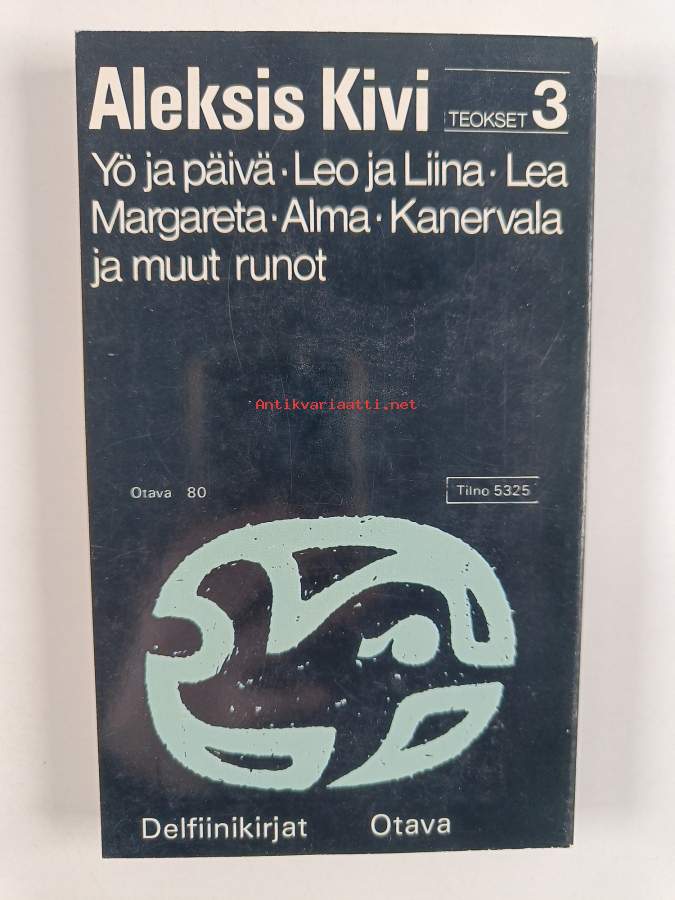 Aleksis Kivi TEOKSET 3
Yö ja päivä · Leo ja Liina · Lea
Margareta · Alma · Kanervala
ja muut runot
Antikvariaatti.net
Otava 80 Tilno 5325
Delfiinikirjat Otava